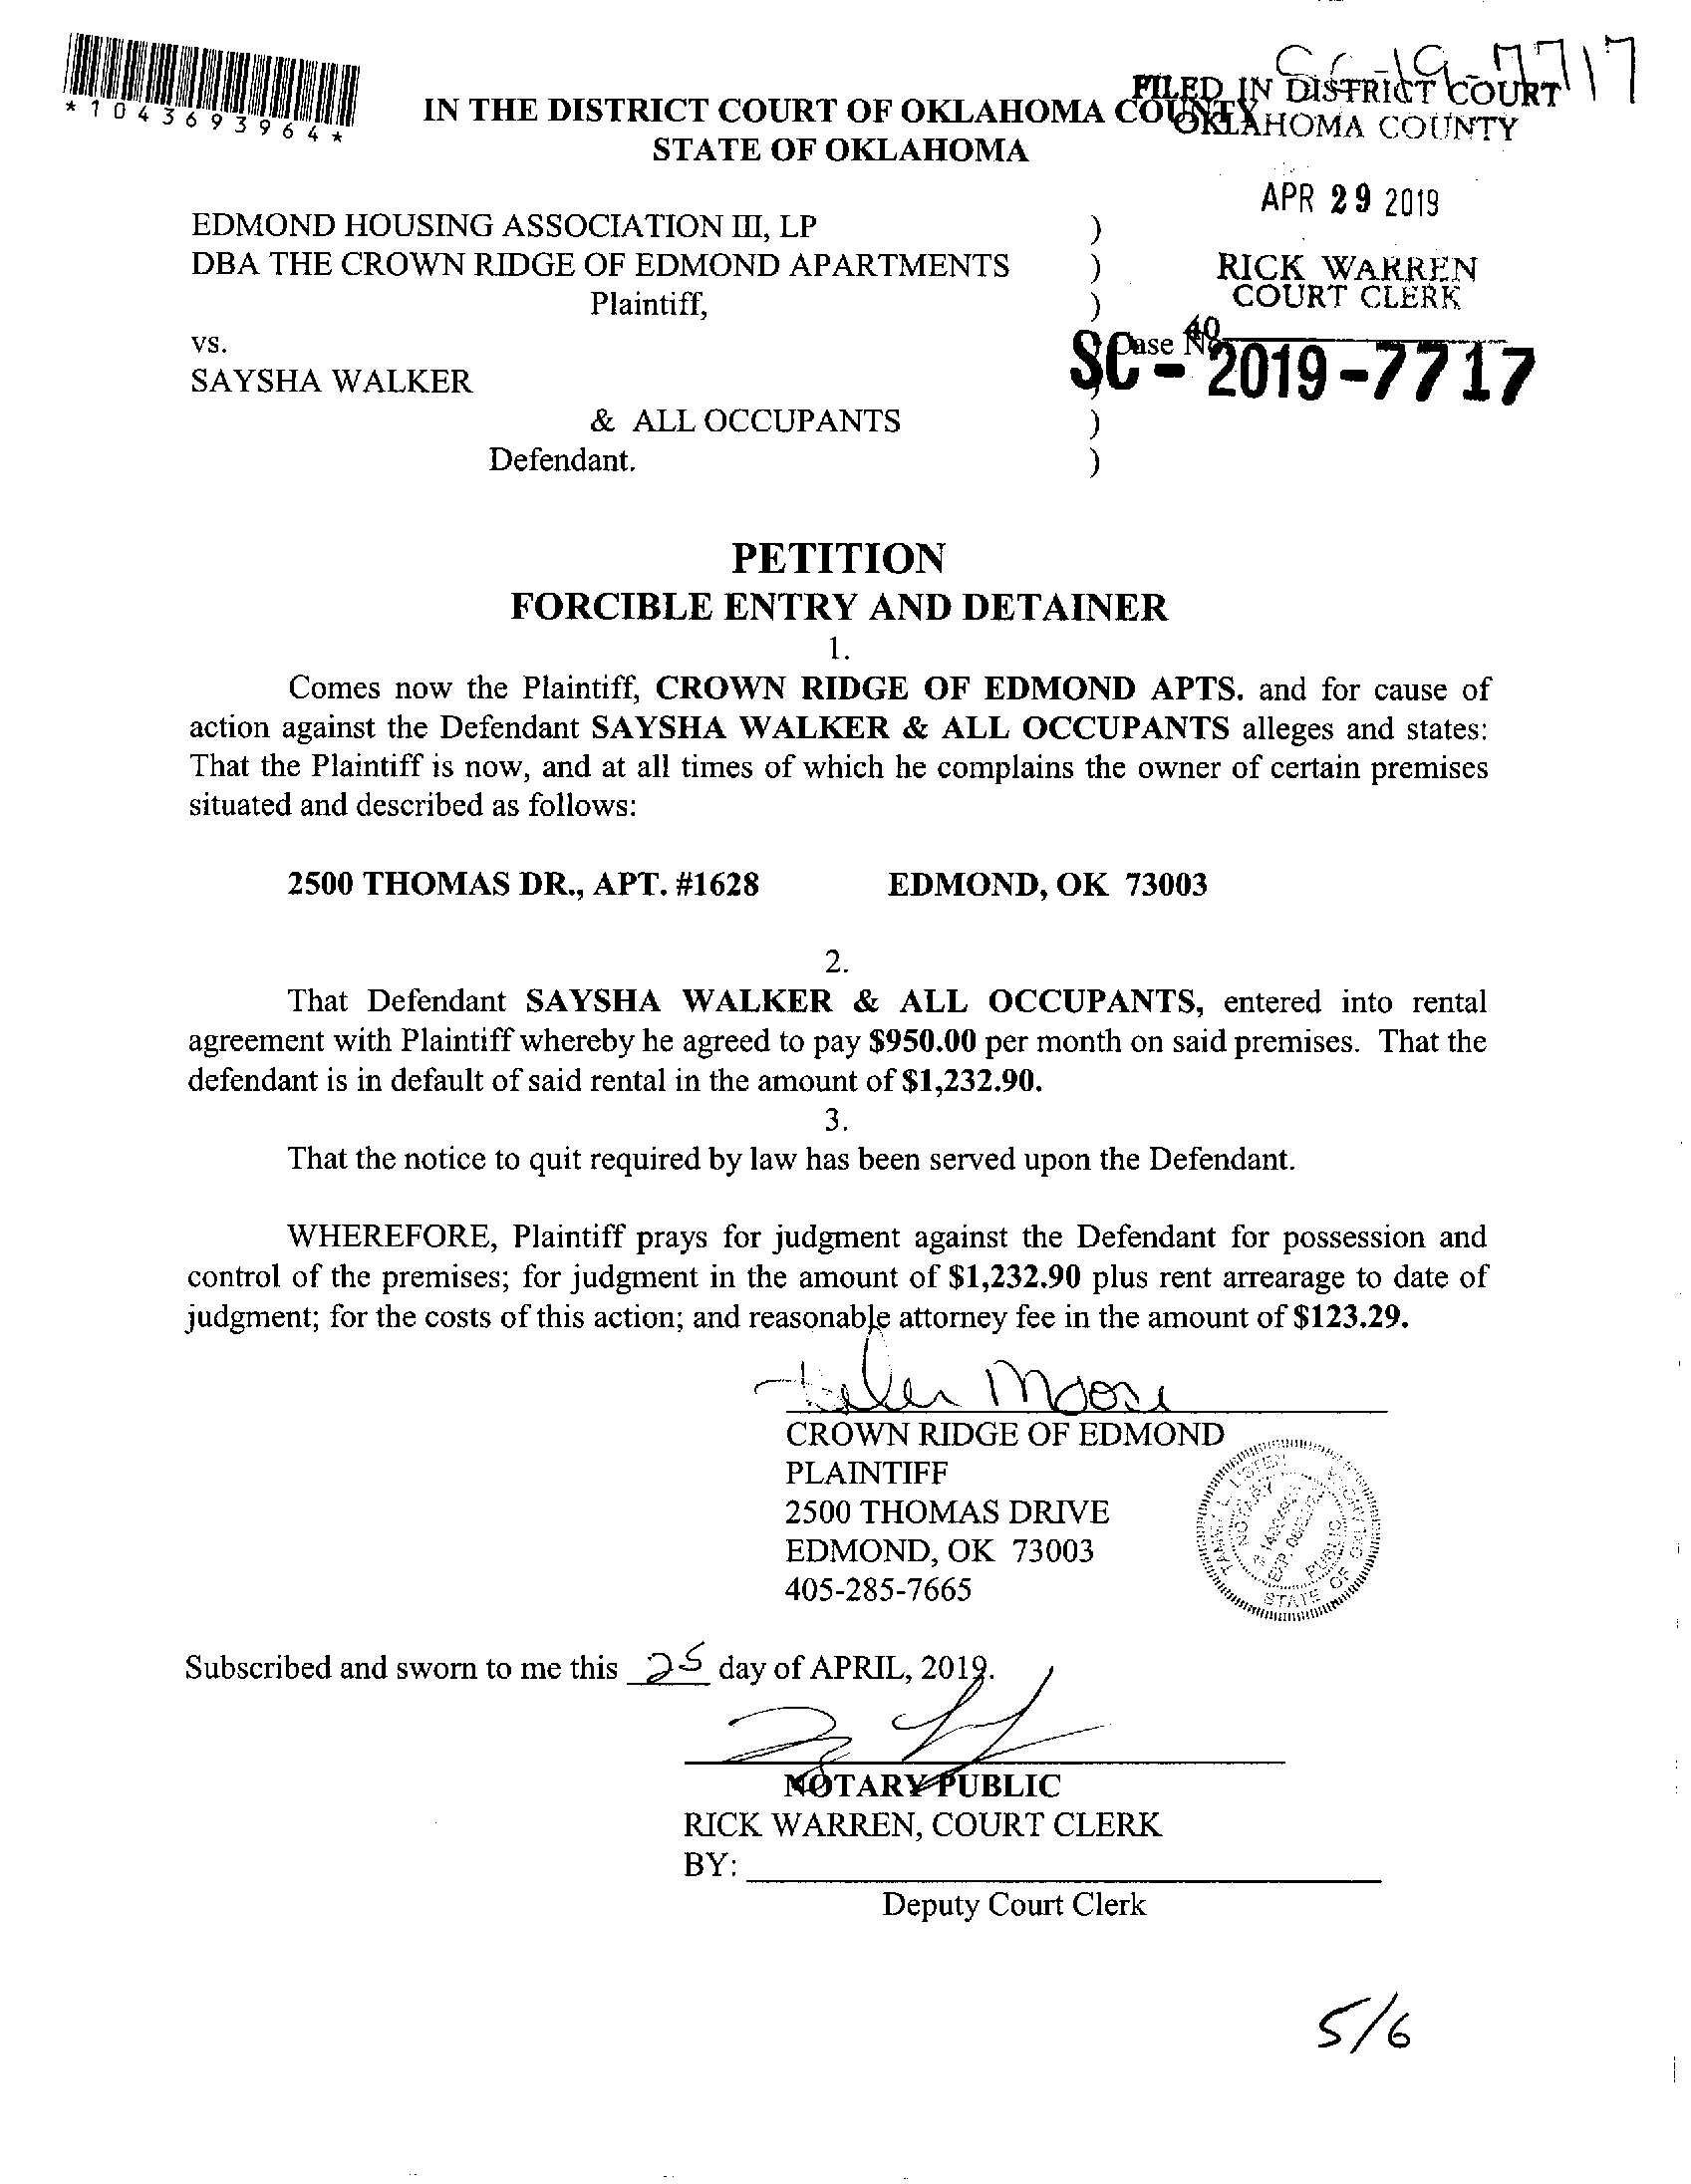 SC-19-7717
*1043693964*
FILED IN DISTRICT COURT
OKLAHOMA COUNTY
IN THE DISTRICT COURT OF OKLAHOMA COUNTY
STATE OF OKLAHOMA
APR 29 2019
EDMOND HOUSING ASSOCIATION III, LP )
DBA THE CROWN RIDGE OF EDMOND APARTMENTS )
RICK WARREN
COURT CLERK
Plaintiff, )
40
vs. Case No.
SC - 2019-7717
SAYSHA WALKER )
& ALL OCCUPANTS )
Defendant. )
PETITION
FORCIBLE ENTRY AND DETAINER
1.
Comes now the Plaintiff, CROWN RIDGE OF EDMOND APTS. and for cause of
action against the Defendant SAYSHA WALKER & ALL OCCUPANTS alleges and states:
That the Plaintiff is now, and at all times of which he complains the owner of certain premises
situated and described as follows:
2500 THOMAS DR., APT. #1628 EDMOND, OK 73003
2.
That Defendant SAYSHA WALKER & ALL OCCUPANTS, entered into rental
agreement with Plaintiff whereby he agreed to pay $950.00 per month on said premises. That the
defendant is in default of said rental in the amount of $1,232.90.
3.
That the notice to quit required by law has been served upon the Defendant.
WHEREFORE, Plaintiff prays for judgment against the Defendant for possession and
control of the premises; for judgment in the amount of $1,232.90 plus rent arrearage to date of
judgment; for the costs of this action; and reasonable attorney fee in the amount of $123.29.
Helen Moore
CROWN RIDGE OF EDMOND
PLAINTIFF
2500 THOMAS DRIVE
EDMOND, OK 73003
405-285-7665
NOTARY
PUBLIC
STATE OF
Subscribed and sworn to me this 25 day of APRIL, 2019.
NOTARY PUBLIC
RICK WARREN, COURT CLERK
BY:
Deputy Court Clerk
5/6